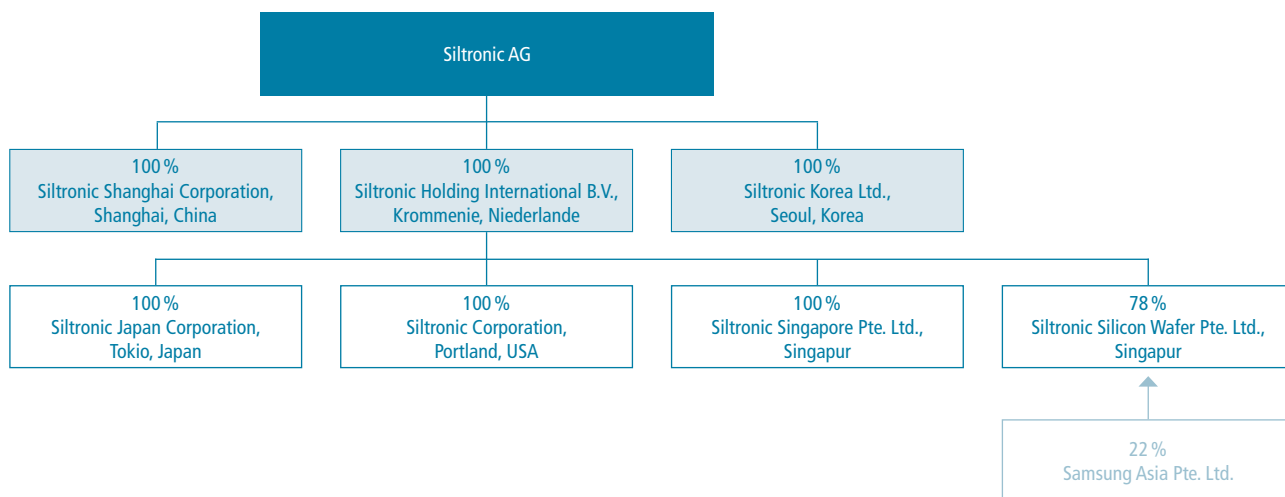 Siltronic AG
100 %
Siltronic Shanghai Corporation,
Shanghai, China
100 %
Siltronic Holding International B.V.,
Krommenie, Niederlande
100 %
Siltronic Korea Ltd.,
Seoul, Korea
100 %
Siltronic Japan Corporation,
Tokio, Japan
100 %
Siltronic Corporation,
Portland, USA
100 %
Siltronic Singapore Pte. Ltd.,
Singapur
78 %
Siltronic Silicon Wafer Pte. Ltd.,
Singapur
22 %
Samsung Asia Pte. Ltd.